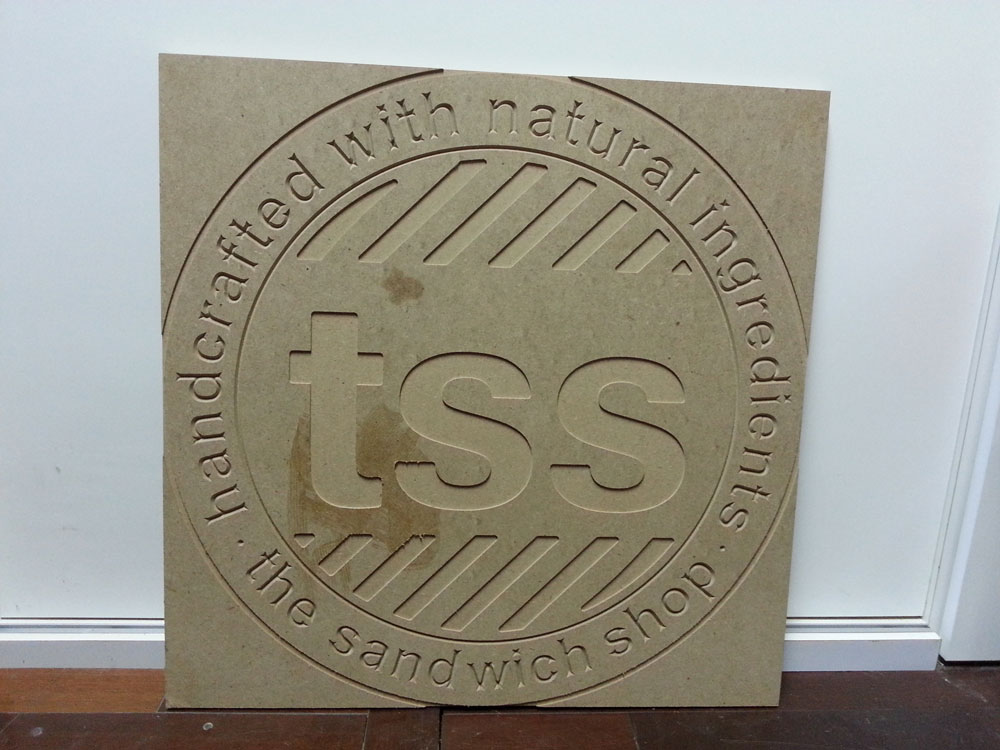 handcrafted with natural ingredients
tss
· the sandwich shop ·